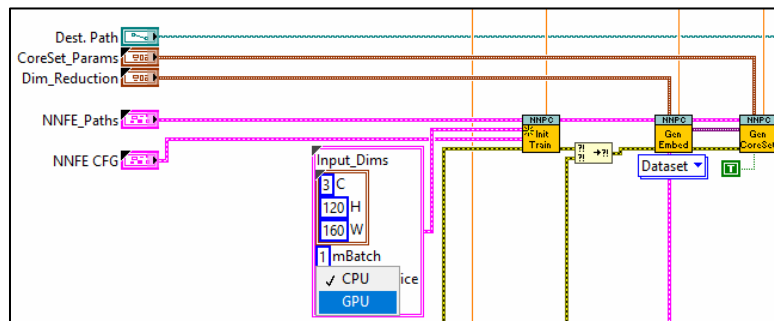 Dest. Path
CoreSet_Params
Dim_Reduction
NNFE_Paths
NNFE CFG
Input_Dims
3 C
120 H
160 W
1 mBatch
✓ CPU
ice
GPU
NNPC
Init
Train
NNPC
Gen
Embed
NNPC
Gen
CoreSet
Dataset
T
?!
?!
→?!